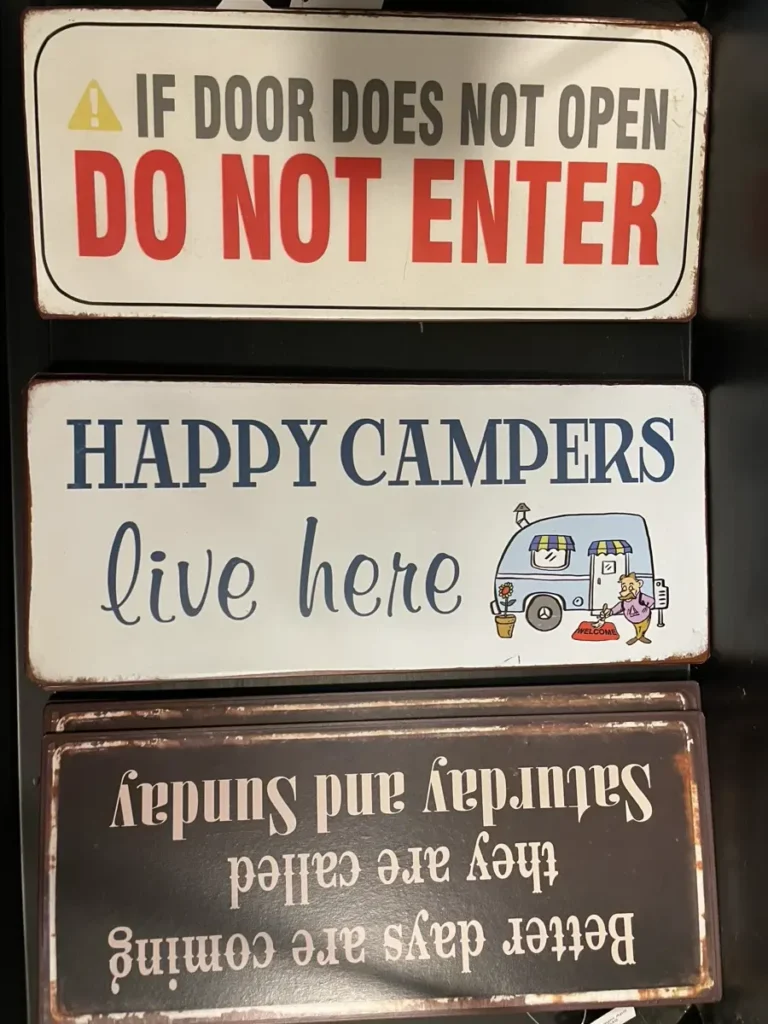 IF DOOR DOES NOT OPEN
DO NOT ENTER
HAPPY CAMPERS
live here
WELCOME
Better days are coming
they are called
Saturday and Sunday